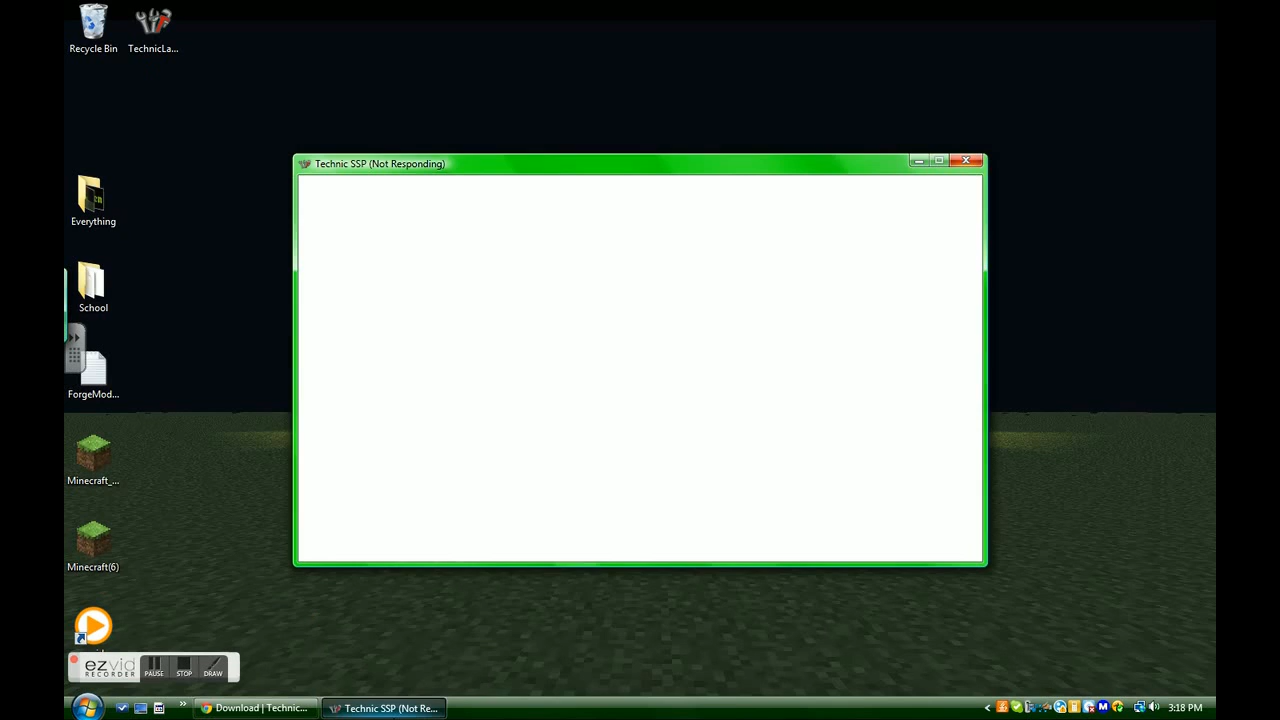 Recycle Bin
TechnicLa...
Technic SSP (Not Responding)
Everything
School
ForgeMod...
Minecraft_...
Minecraft(6)
ezvid
RECORDER
PAUSE
STOP
DRAW
Download | Technic...
Technic SSP (Not Re...
3:18 PM